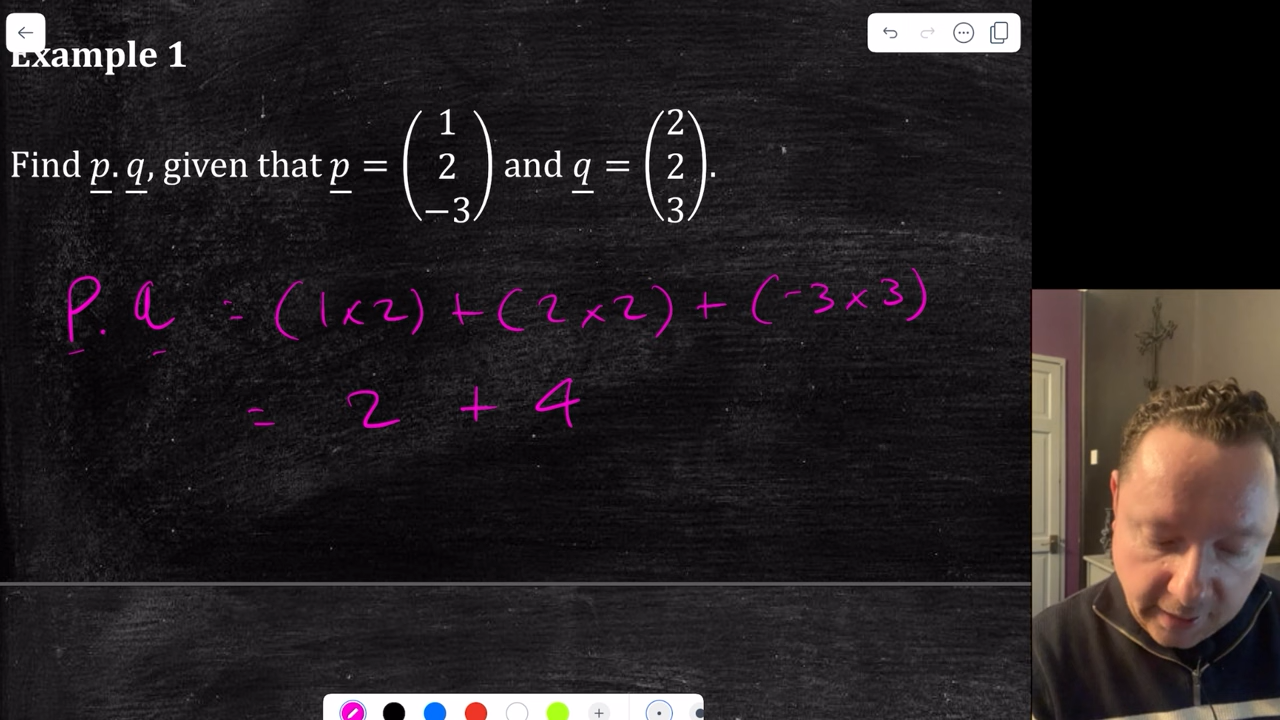 Example 1
Find p. q, given that p = (1 2 −3) and q = (2 2 3).
p. q = (1×2) + (2×2) + (-3×3)
= 2 + 4